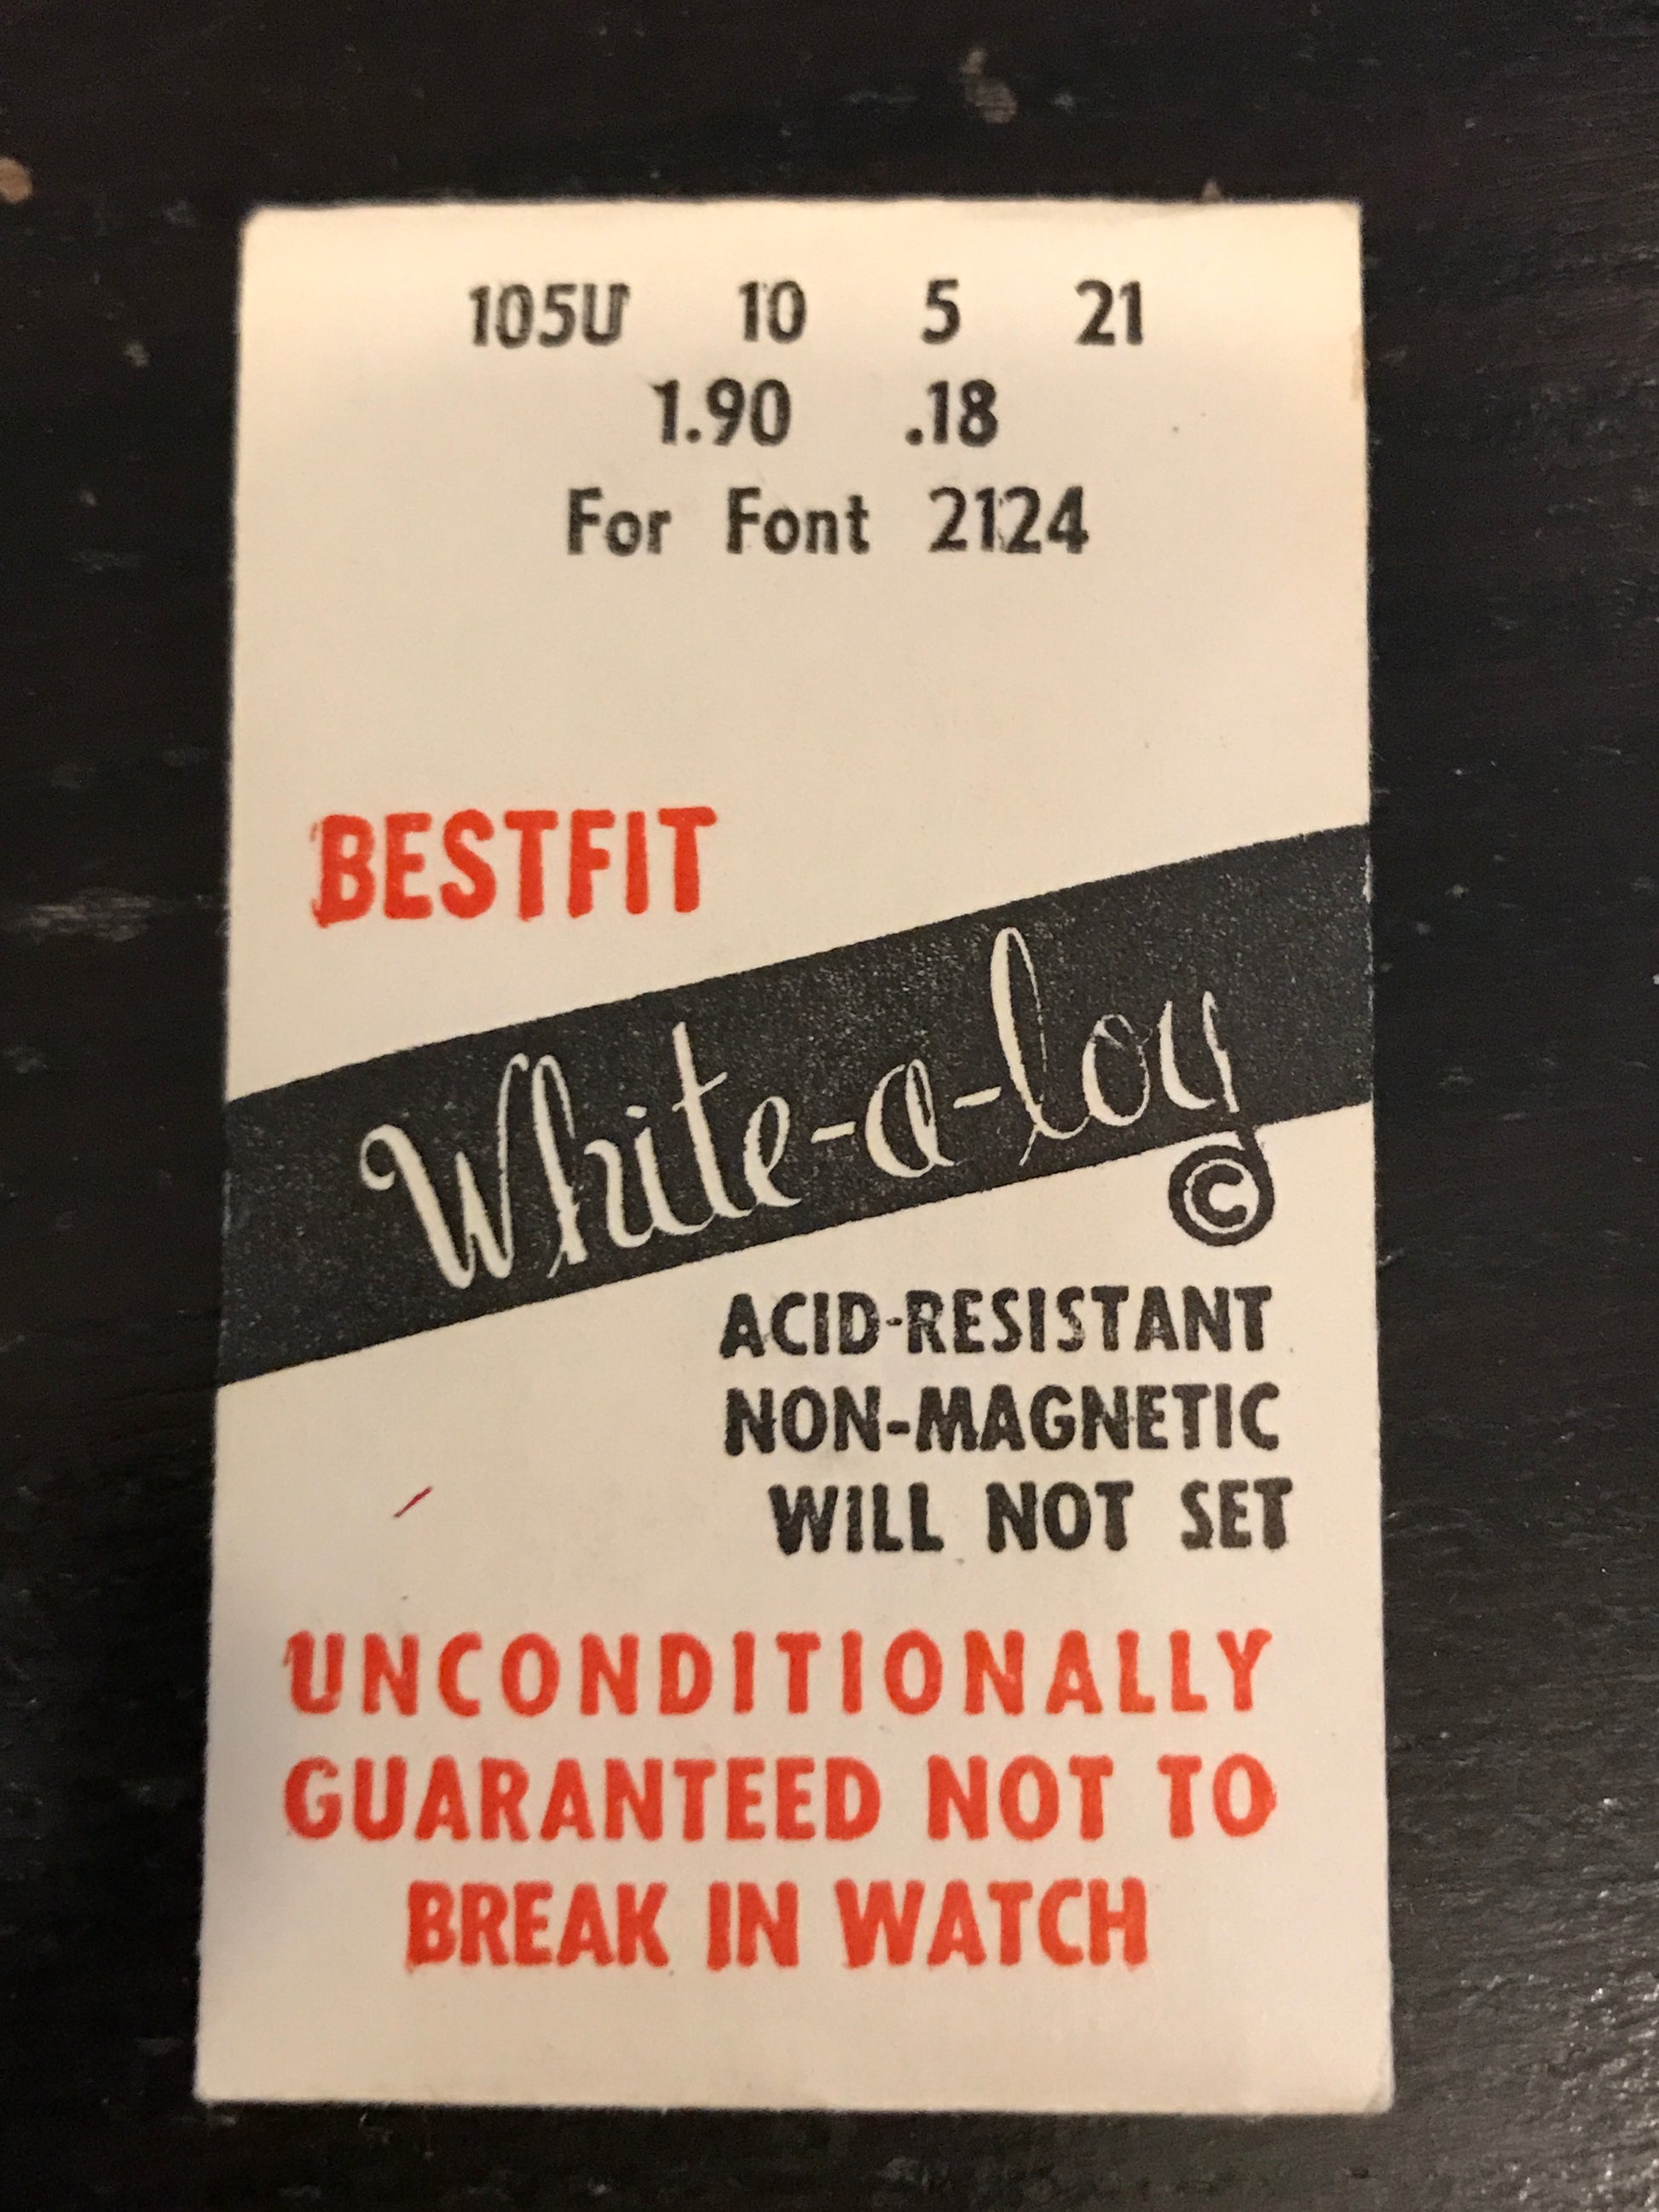 105U 10 5 21
1.90 .18
For Font 2124
BESTFIT
White-a-loy
©
ACID-RESISTANT
NON-MAGNETIC
WILL NOT SET
UNCONDITIONALLY
GUARANTEED NOT TO
BREAK IN WATCH